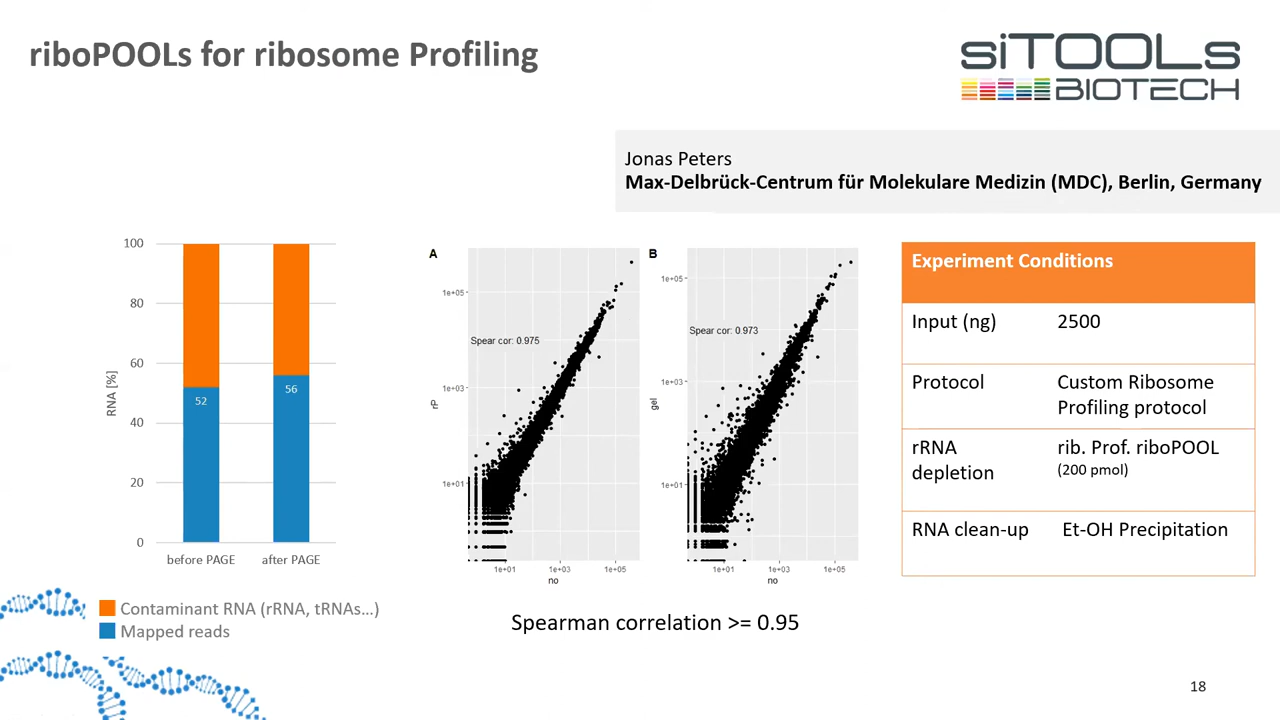 riboPOOLs for ribosome Profiling
siTOOLs
BIOTECH
Jonas Peters
Max-Delbrück-Centrum für Molekulare Medizin (MDC), Berlin, Germany
RNA [%]
100
80
60
40
20
0
52
56
before PAGE
after PAGE
Contaminant RNA (rRNA, tRNAs…)
Mapped reads
A
rP
1e+05
1e+03
1e+01
Spear cor: 0.975
1e+01 1e+03 1e+05
no
B
gel
1e+05
1e+03
1e+01
Spear cor: 0.973
1e+01 1e+03 1e+05
no
Spearman correlation >= 0.95
Experiment Conditions
Input (ng) 2500
Protocol Custom Ribosome
Profiling protocol
rRNA rib. Prof. riboPOOL
depletion (200 pmol)
RNA clean-up Et-OH Precipitation
18